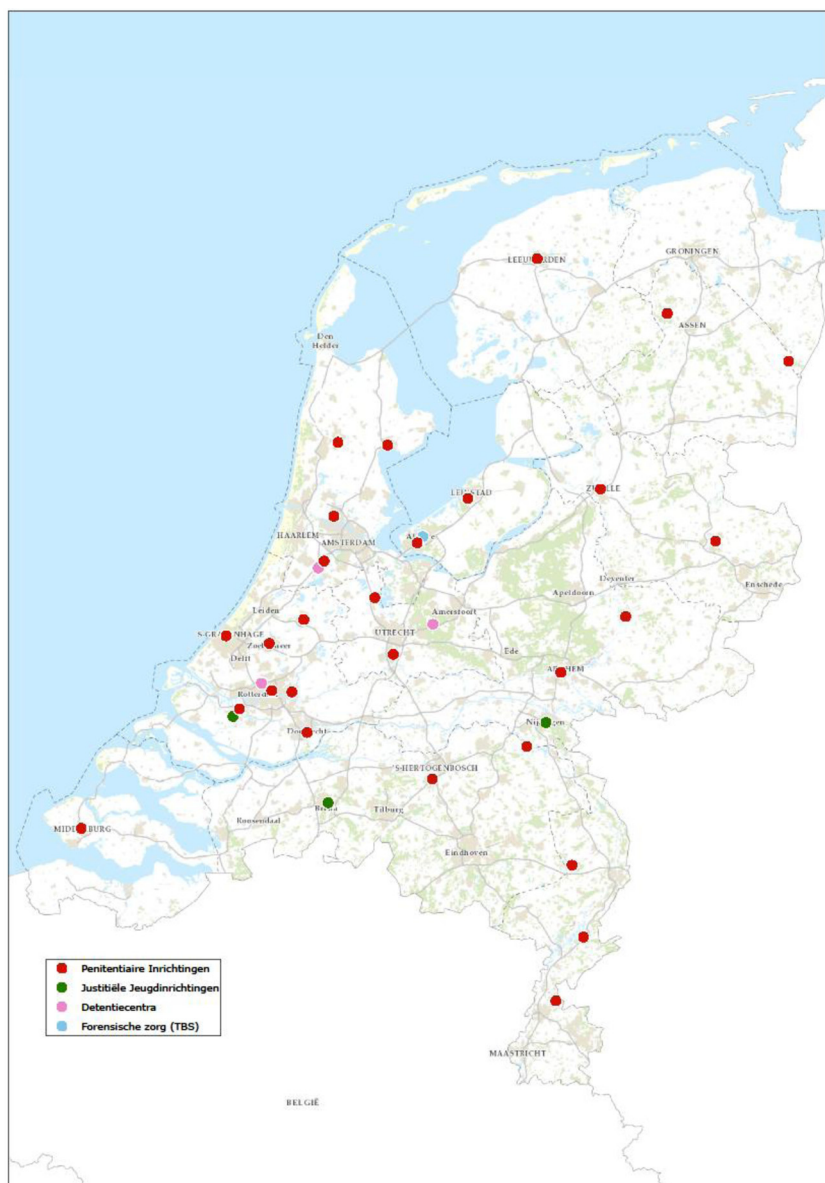 LEEUWARDEN
GRONINGEN
ASSEN
Den
Helder
LELYSTAD
ZWOLLE
HAARLEM
AMSTERDAM
Almere
Enschede
Deventer
Apeldoorn
Leiden
Amersfoort
'S-GRAVENHAGE
Zoetermeer
UTRECHT
Ede
Delft
ARNHEM
Rotterdam
Nijmegen
Dordrecht
'S-HERTOGENBOSCH
Breda
Tilburg
Roosendaal
MIDDELBURG
Eindhoven
Penitentiaire Inrichtingen
Justitiële Jeugdinrichtingen
Detentiecentra
Forensische zorg (TBS)
MAASTRICHT
BELGIË